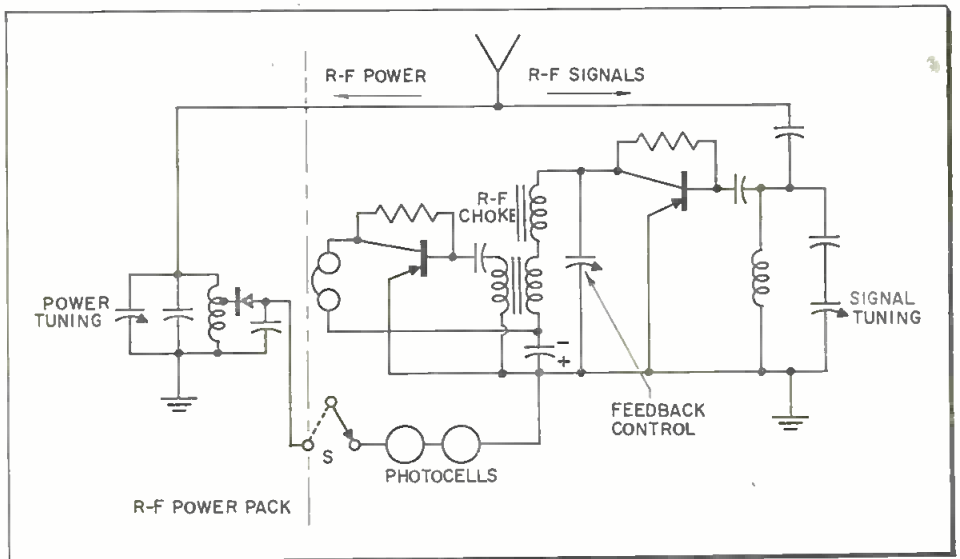 R-F POWER
R-F SIGNALS
R-F
CHOKE
POWER
TUNING
SIGNAL
TUNING
−
+
FEEDBACK
CONTROL
S
PHOTOCELLS
R-F POWER PACK